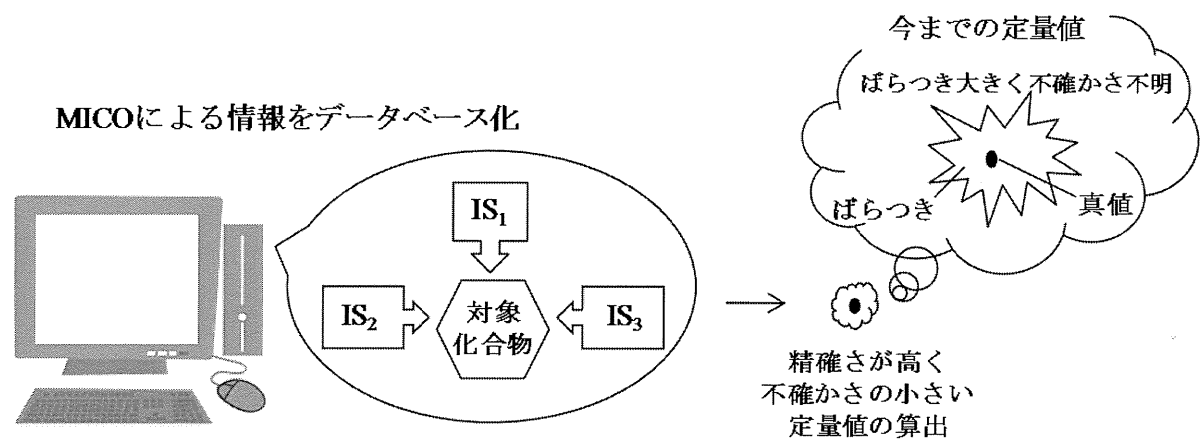 今までの定量値
ばらつき大きく不確かさ不明
MICOによる情報をデータベース化
ばらつき
真値
IS1
IS2
対象
化合物
IS3
精確さが高く
不確かさの小さい
定量値の算出